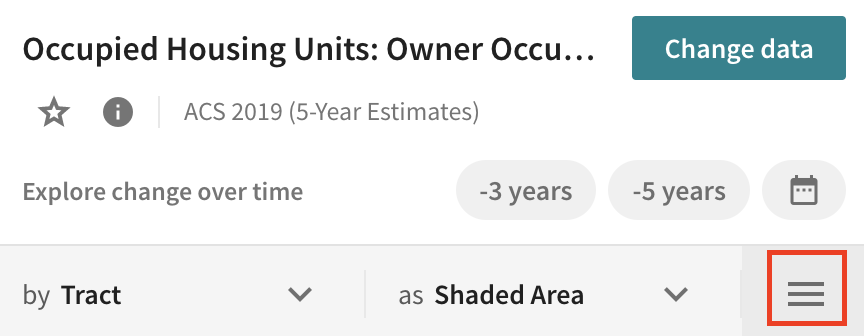 Occupied Housing Units: Owner Occu...
Change data
ACS 2019 (5-Year Estimates)
Explore change over time
-3 years
-5 years
by Tract
as Shaded Area